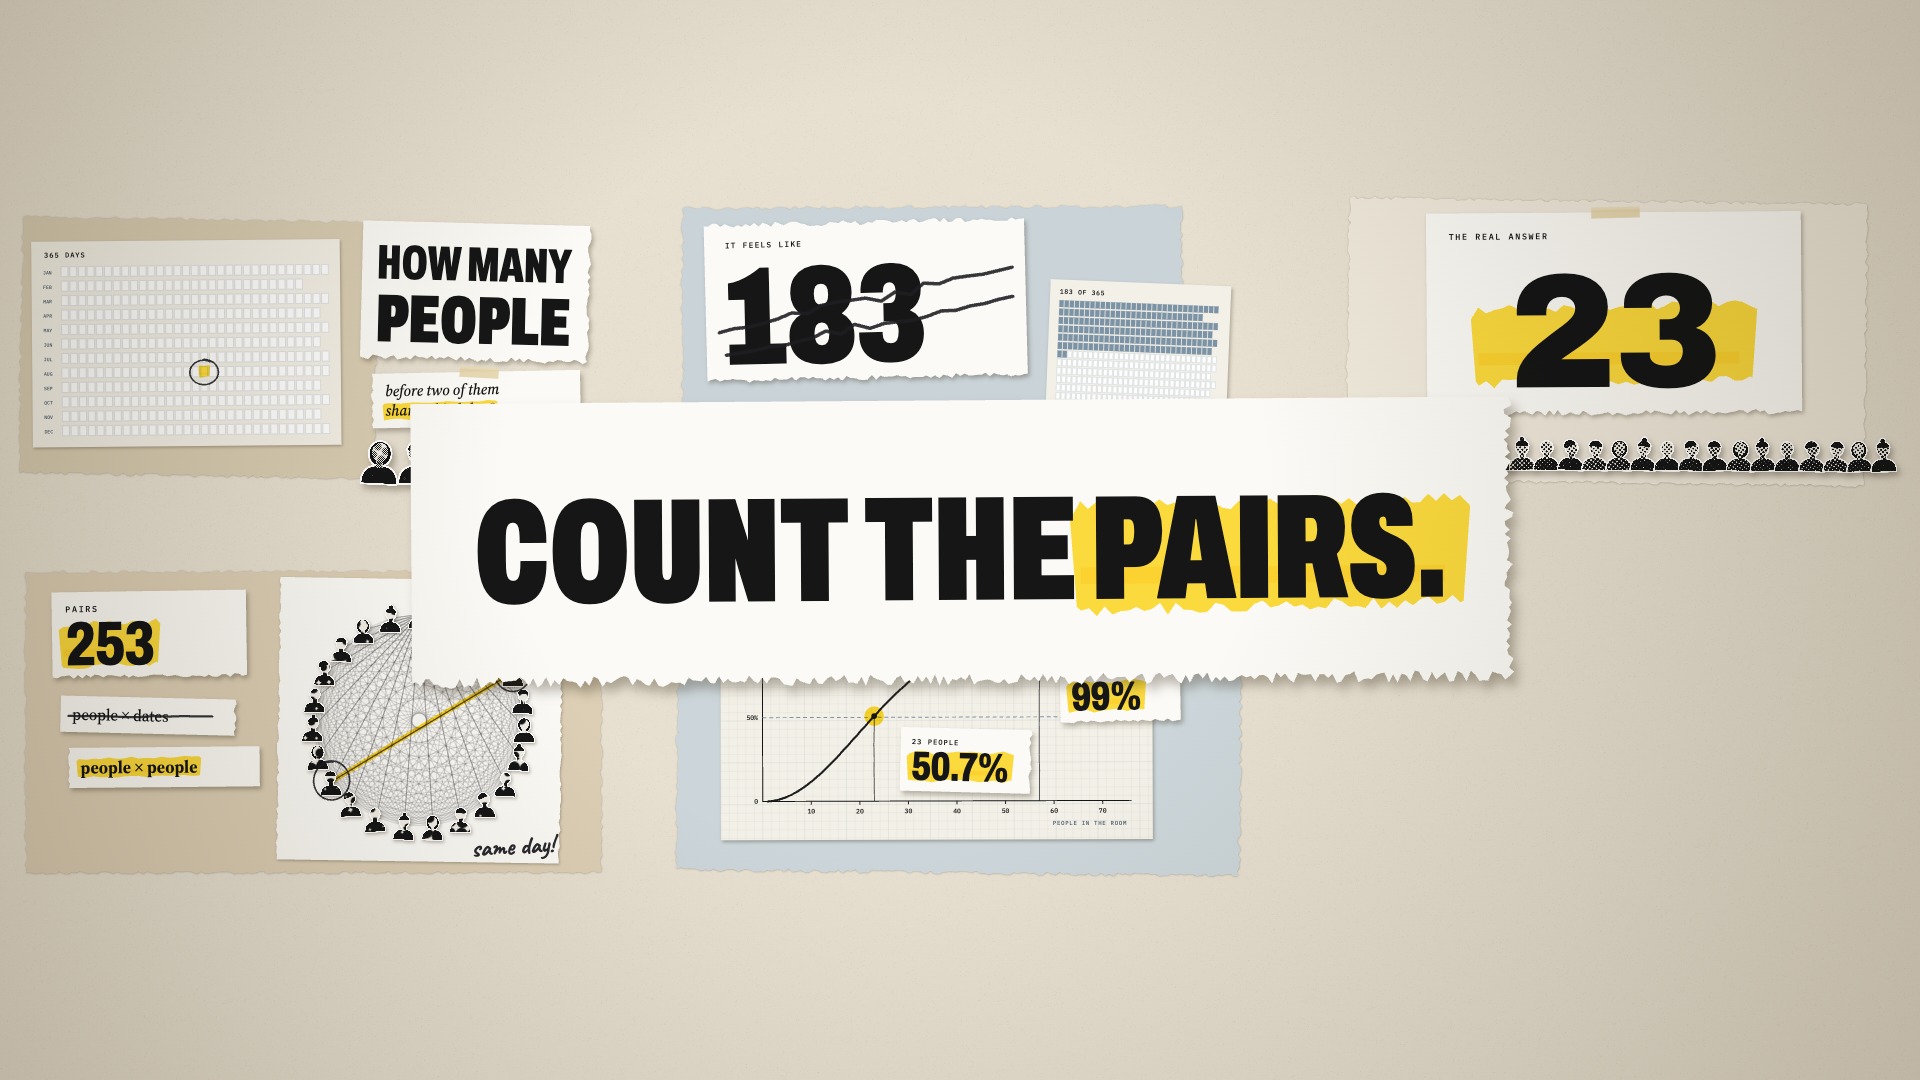 365 DAYS
JAN
FEB
MAR
APR
MAY
JUN
JUL
AUG
SEP
OCT
NOV
DEC
HOW MANY
PEOPLE
before two of them
IT FEELS LIKE
183
183 OF 365
THE REAL ANSWER
23
COUNT THE PAIRS.
PAIRS
253
people × dates
people × people
same day!
99%
50%
23 PEOPLE
50.7%
0
10 20 30 40 50 60 70
PEOPLE IN THE ROOM